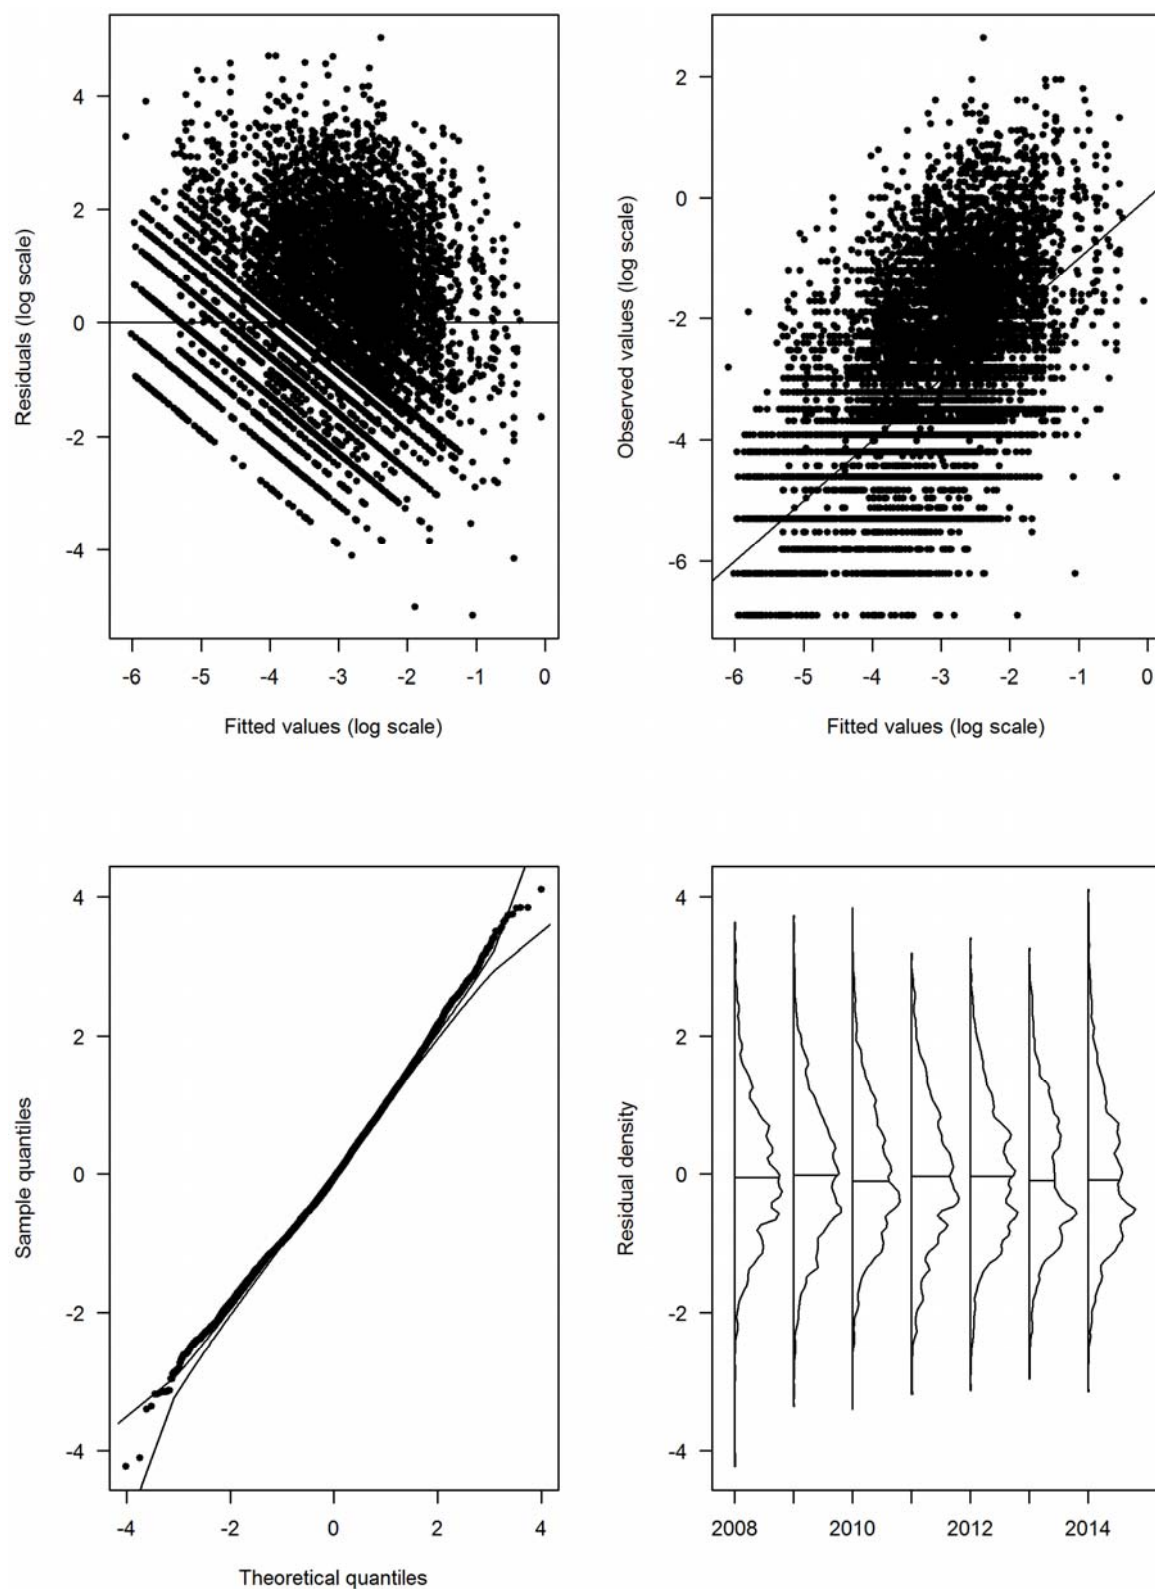 4
2
0
-2
-4
Residuals (log scale)
-6 -5 -4 -3 -2 -1 0
Fitted values (log scale)
2
0
-2
-4
-6
Observed values (log scale)
-6 -5 -4 -3 -2 -1 0
Fitted values (log scale)
4
2
0
-2
-4
Sample quantiles
-4 -2 0 2 4
Theoretical quantiles
4
2
0
-2
-4
Residual density
2008 2010 2012 2014